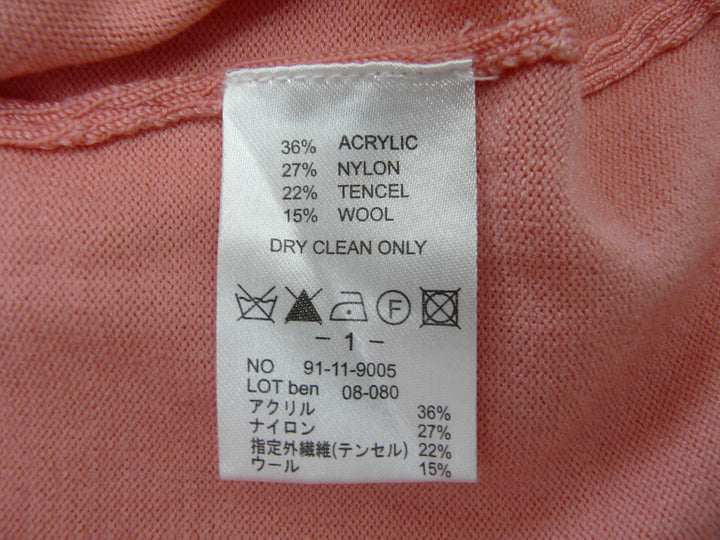 36% ACRYLIC
27% NYLON
22% TENCEL
15% WOOL
DRY CLEAN ONLY
F
- 1 -
NO 91-11-9005
LOT ben 08-080
アクリル 36%
ナイロン 27%
指定外繊維(テンセル) 22%
ウール 15%